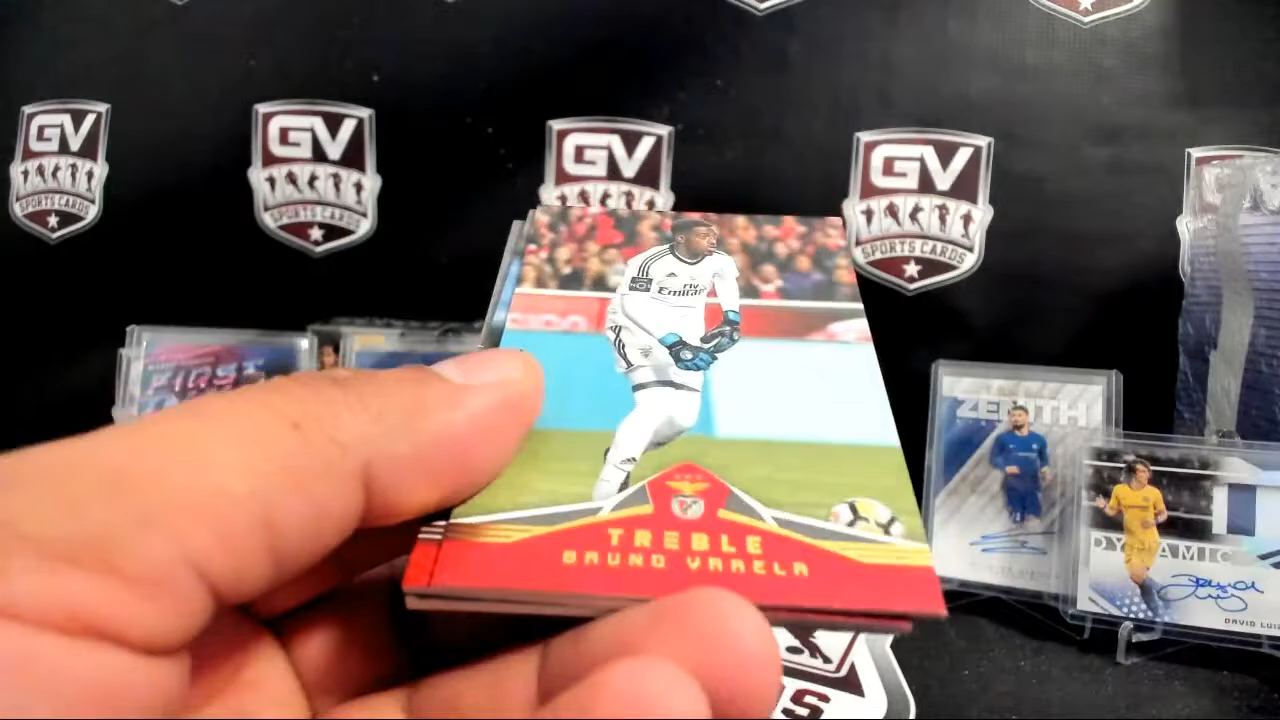 GV
SPORTS CARDS
GV
SPORTS CARDS
GV
GV
SPORTS CARDS
Fly
Emirates
TREBLE
BRUNO VARELA
FIRST
ZENITH
DYNAMIC
DAVID LUIZ
S